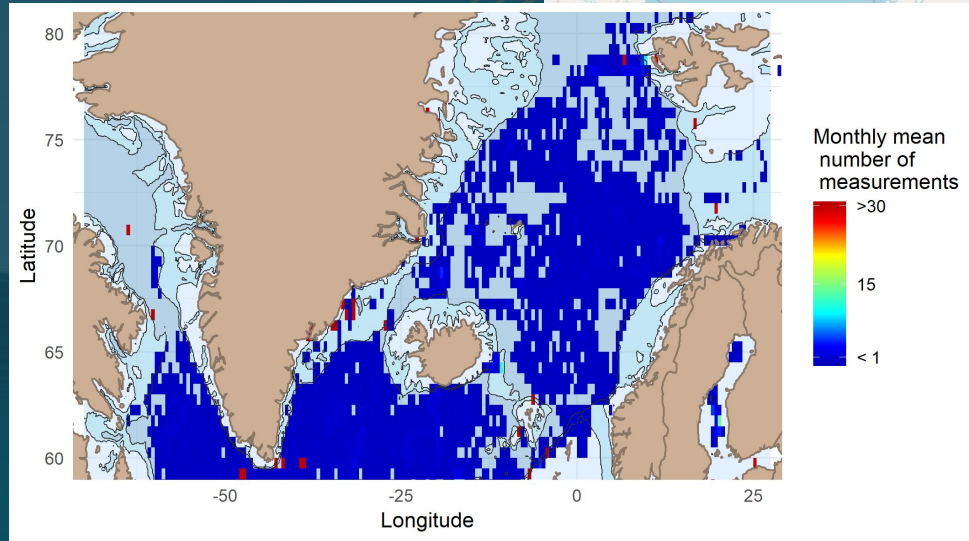 80
75
70
65
60
Latitude
-50
-25
0
25
Longitude
Monthly mean
number of
measurements
>30
15
< 1